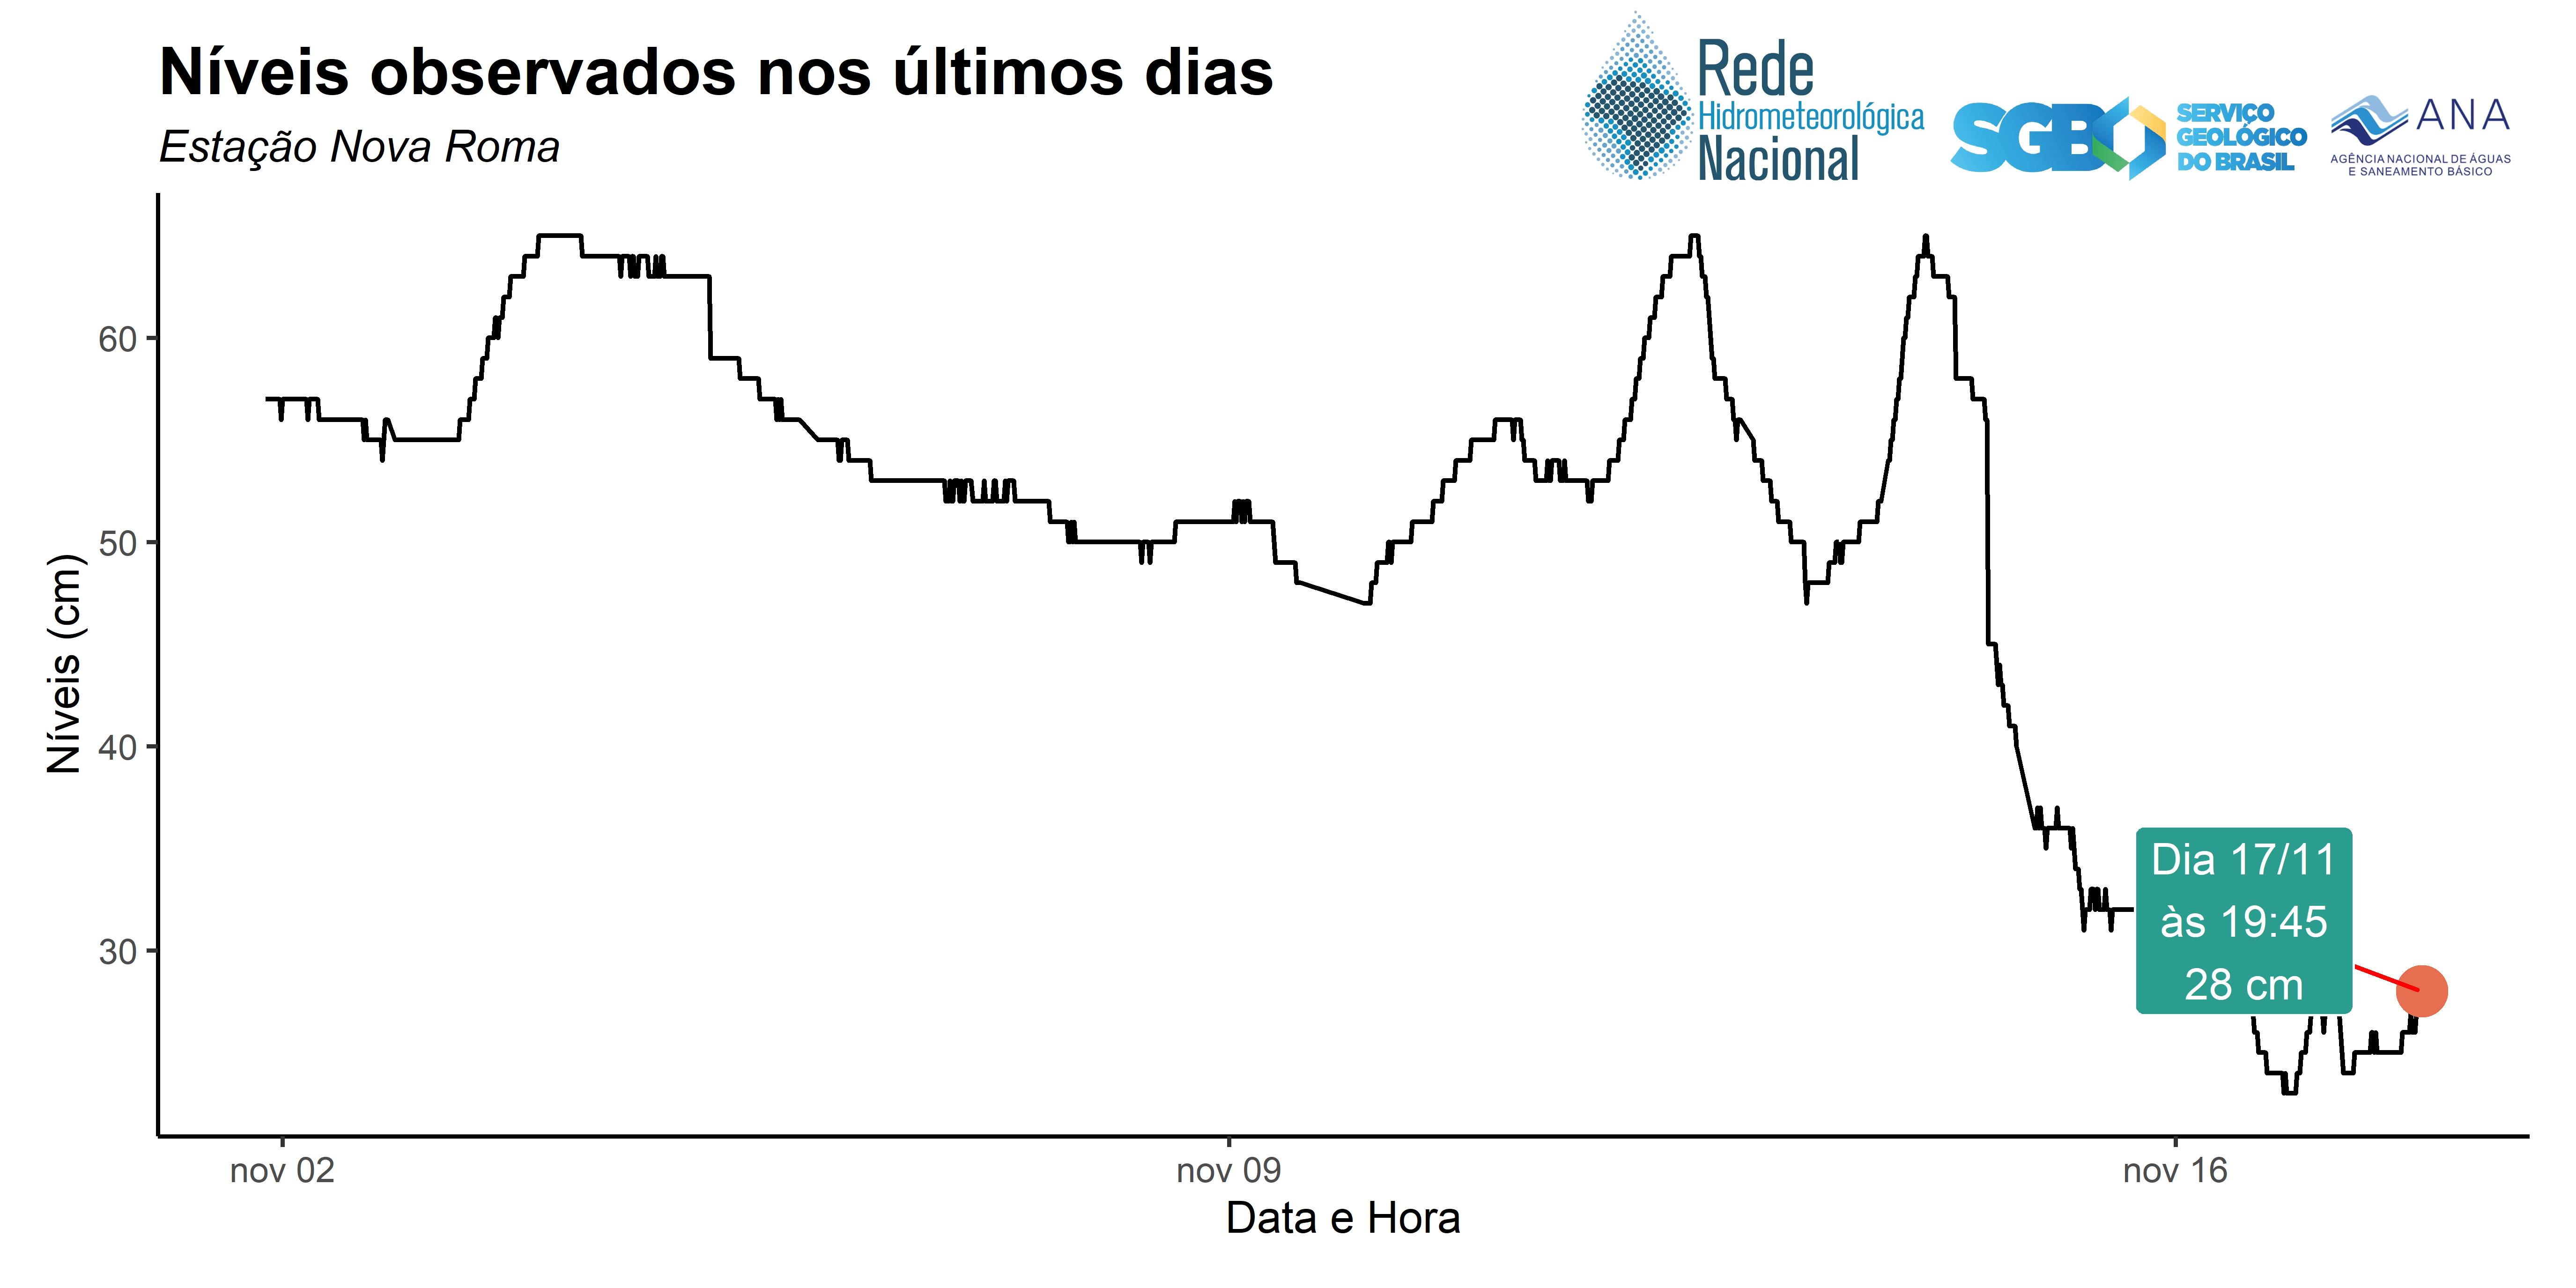 Níveis observados nos últimos dias
Estação Nova Roma
Rede
Hidrometeorológica
Nacional
SGB
SERVIÇO
GEOLÓGICO
DO BRASIL
ANA
AGÊNCIA NACIONAL DE ÁGUAS
E SANEAMENTO BÁSICO
Níveis (cm)
60
50
40
30
Dia 17/11
às 19:45
28 cm
nov 02
nov 09
nov 16
Data e Hora